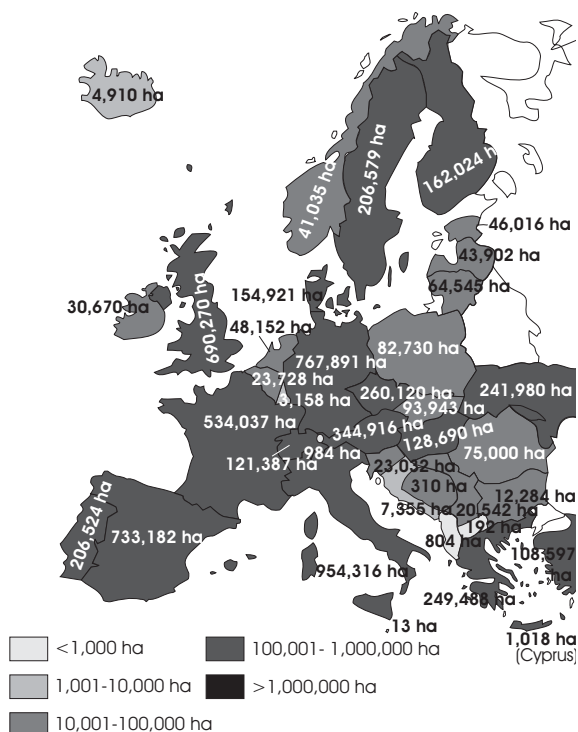 4,910 ha
206,579 ha
162,024 h
41,035 ha
46,016 ha
43,902 ha
64,545 ha
30,670 ha
690,270 ha
154,921 ha
48,152 ha
767,891 ha
82,730 ha
23,728 ha
3,158 ha
260,120 ha
93,943 ha
241,980 ha
534,037 ha
344,916 ha
128,690 ha
75,000 ha
121,387 ha
984 ha
23,032 ha
310 ha
7,355 ha
12,284 ha
20,542 ha
192 ha
804 ha
206,524 ha
733,182 ha
954,316 ha
249,488 ha
108,597
ha
13 ha
1,018 ha
(Cyprus)
<1,000 ha
1,001-10,000 ha
10,001-100,000 ha
100,001- 1,000,000 ha
>1,000,000 ha